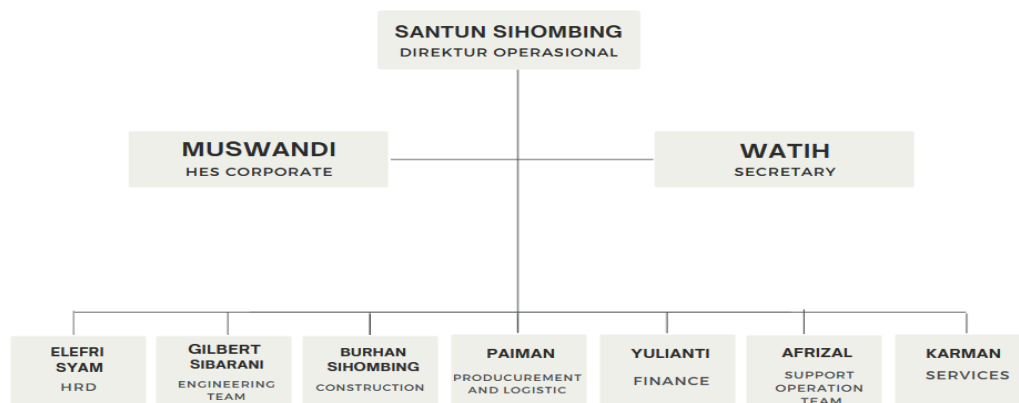 SANTUN SIHOMBING
DIREKTUR OPERASIONAL
MUSWANDI
HES CORPORATE
WATIH
SECRETARY
ELEFRI
SYAM
HRD
GILBERT
SIBARANI
ENGINEERING
TEAM
BURHAN
SIHOMBING
CONSTRUCTION
PAIMAN
PRODUCUREMENT
AND LOGISTIC
YULIANTI
FINANCE
AFRIZAL
SUPPORT
OPERATION
TEAM
KARMAN
SERVICES